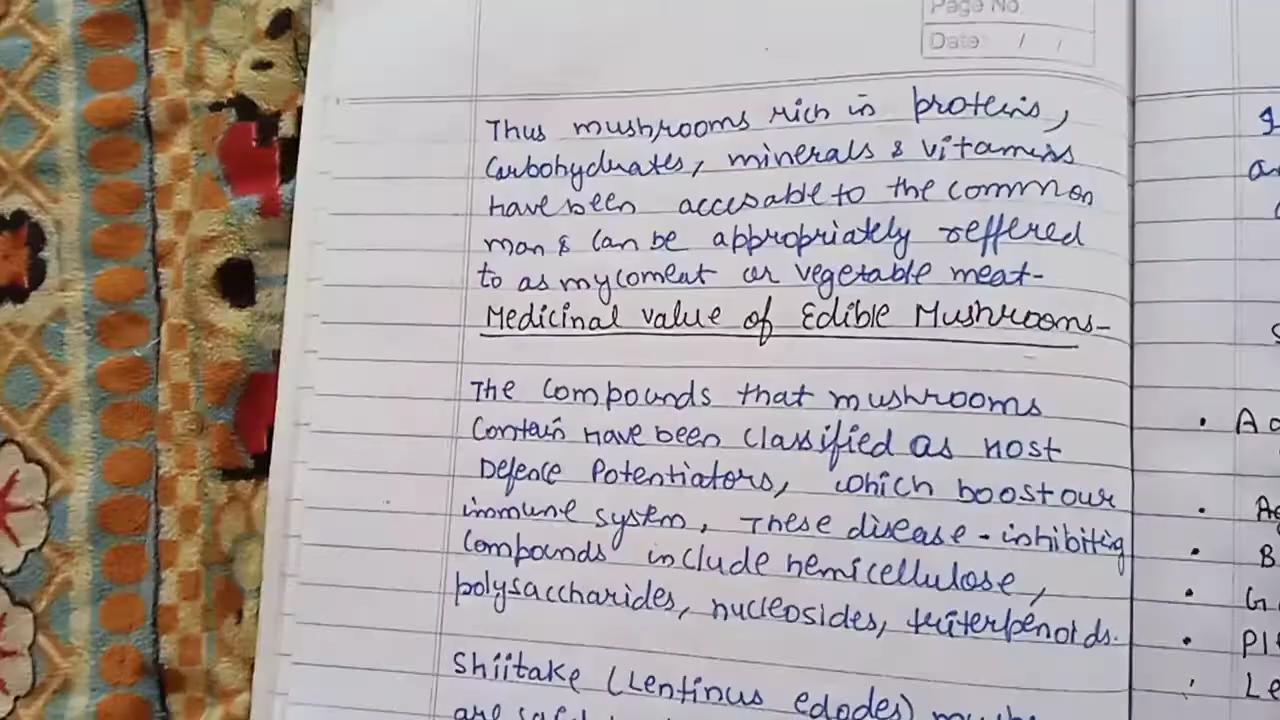 Page No
Date / /
Thus mushrooms rich in proteins,
Carbohydrates, minerals & vitamins
have been accesable to the common
man & can be appropriately reffered
to as mycomeat or vegetable meat-
Medicinal value of Edible Mushrooms-
The compounds that mushrooms
Contain have been classified as host
Defence Potentiators, which boost our
immune system, These disease-inhibiting
Compounds include hemicellulose,
polysaccharides, nucleosides, triterpenoids.
Shiitake (Lentinus edodes)
are